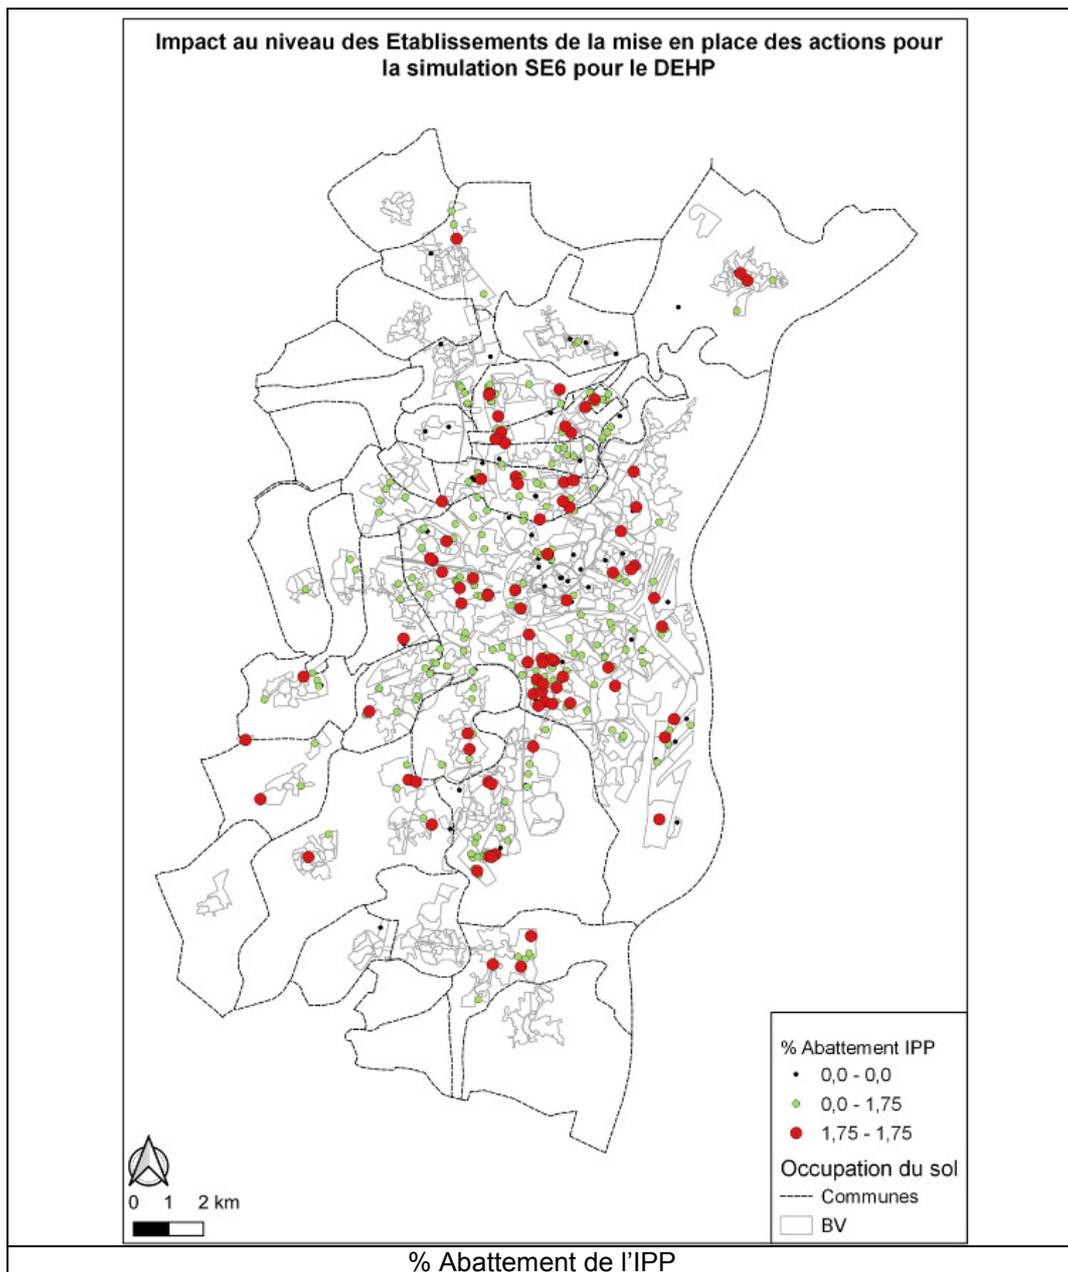 Impact au niveau des Etablissements de la mise en place des actions pour
la simulation SE6 pour le DEHP
% Abattement IPP
0,0 - 0,0
0,0 - 1,75
1,75 - 1,75
Occupation du sol
Communes
BV
0 1 2 km
% Abattement de l'IPP